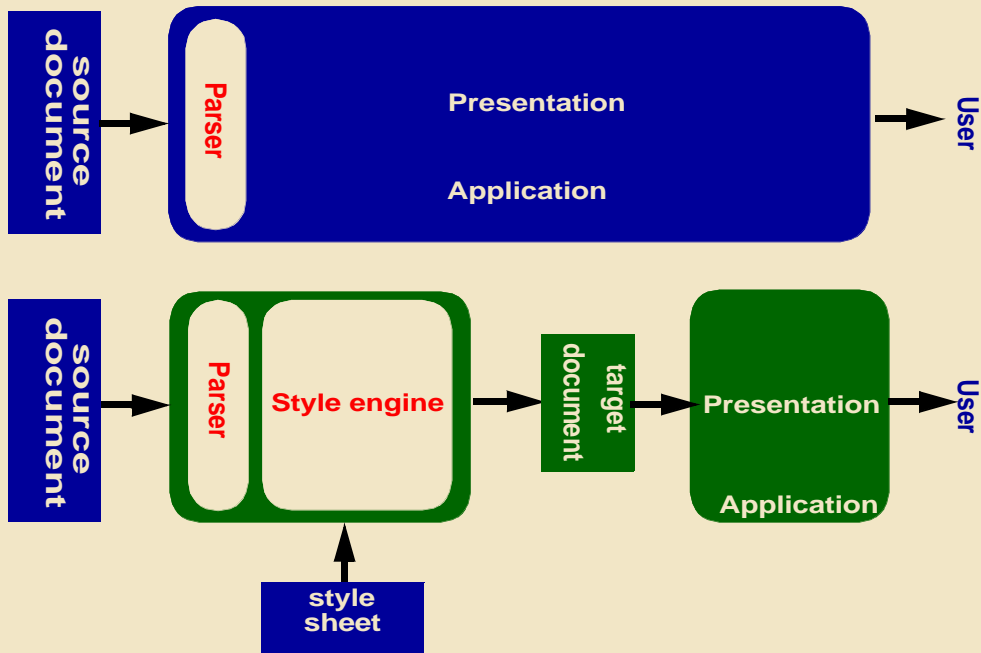 source
document
Parser
Presentation
Application
User
source
document
Parser
Style engine
target
document
Presentation
Application
User
style
sheet